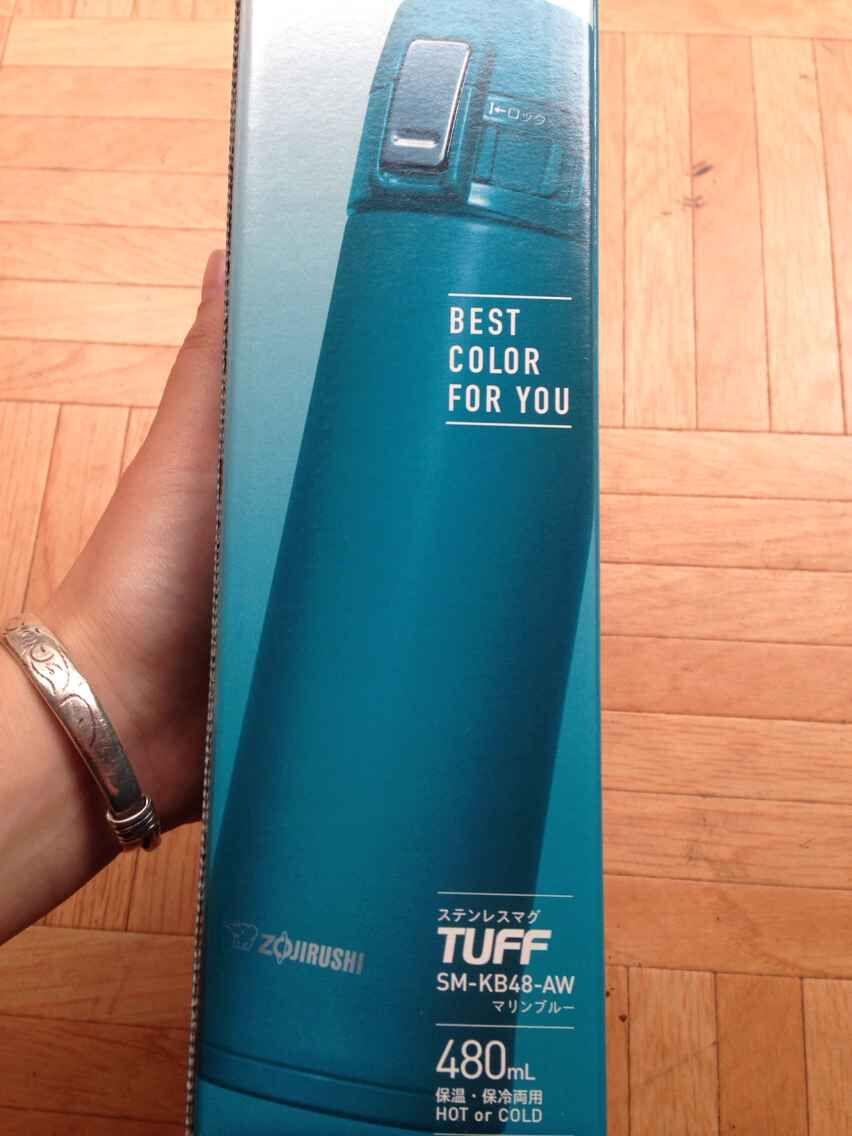 I←ロック
BEST
COLOR
FOR YOU
ZOJIRUSHI
ステンレスマグ
TUFF
SM-KB48-AW
マリンブルー
480mL
保温・保冷両用
HOT or COLD